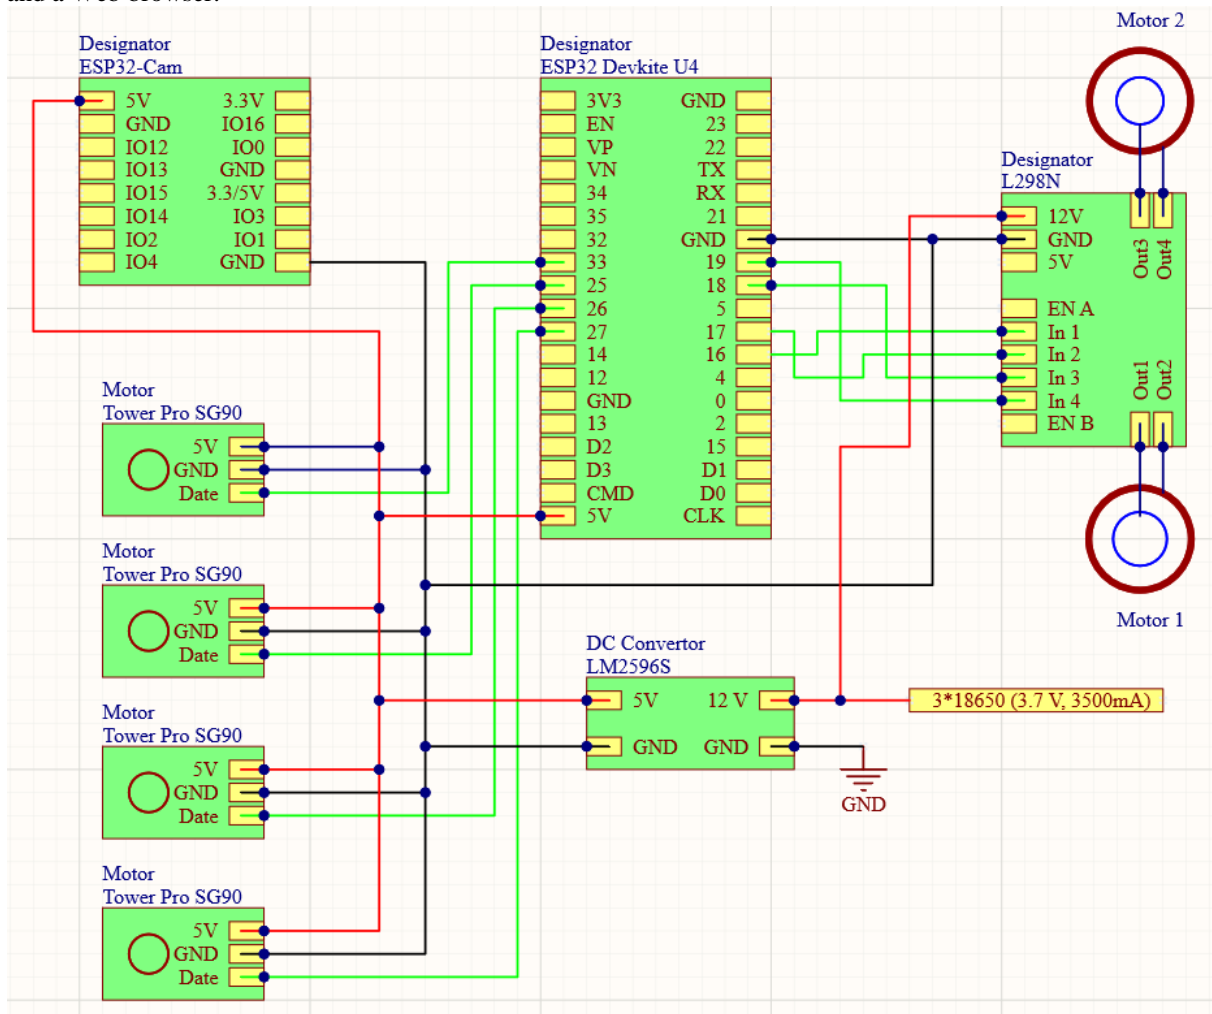 and a Web browser.
Motor 2
Designator
ESP32-Cam
5V 3.3V
GND IO16
IO12 IO0
IO13 GND
IO15 3.3/5V
IO14 IO3
IO2 IO1
IO4 GND
Designator
ESP32 Devkite U4
3V3 GND
EN 23
VP 22
VN TX
34 RX
35 21
32 GND
33 19
25 18
26 5
27 17
14 16
12 4
GND 0
13 2
D2 15
D3 D1
CMD D0
5V CLK
Designator
L298N
12V
GND
5V
Out3
Out4
EN A
In 1
In 2
In 3
In 4
EN B
Out1
Out2
Motor 1
Motor
Tower Pro SG90
5V
GND
Date
Motor
Tower Pro SG90
5V
GND
Date
Motor
Tower Pro SG90
5V
GND
Date
Motor
Tower Pro SG90
5V
GND
Date
DC Convertor
LM2596S
5V 12 V
GND GND
3*18650 (3.7 V, 3500mA)
GND